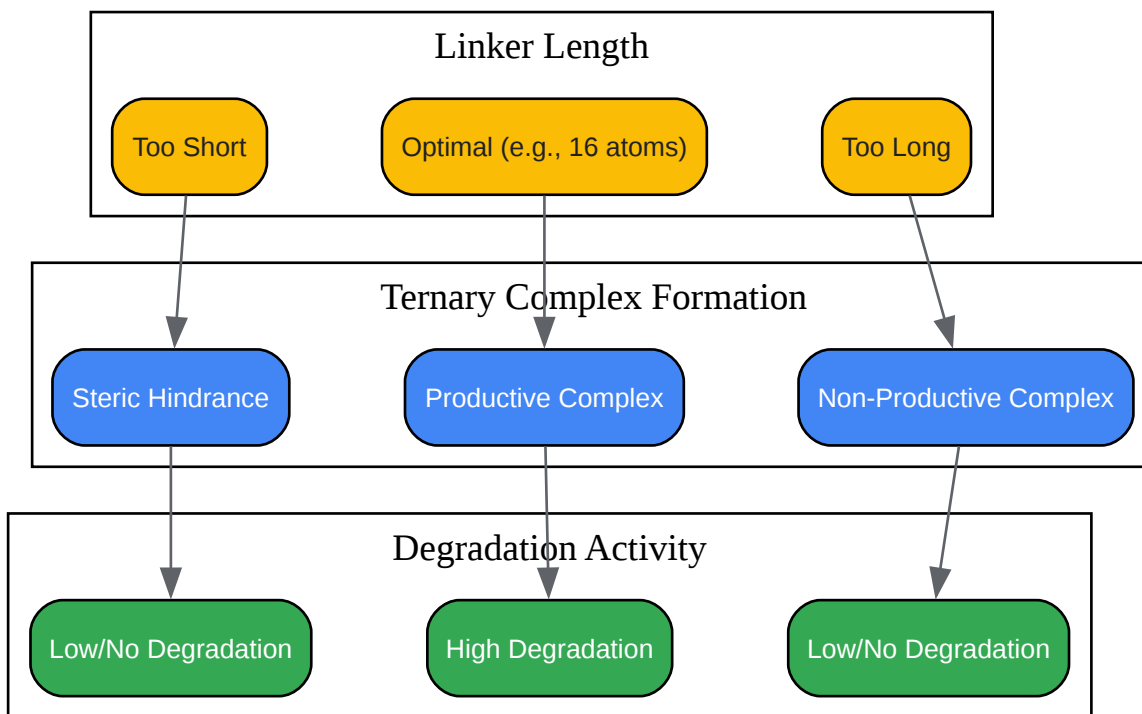 Linker Length
Too Short
Optimal (e.g., 16 atoms)
Too Long
Ternary Complex Formation
Steric Hindrance
Productive Complex
Non-Productive Complex
Degradation Activity
Low/No Degradation
High Degradation
Low/No Degradation